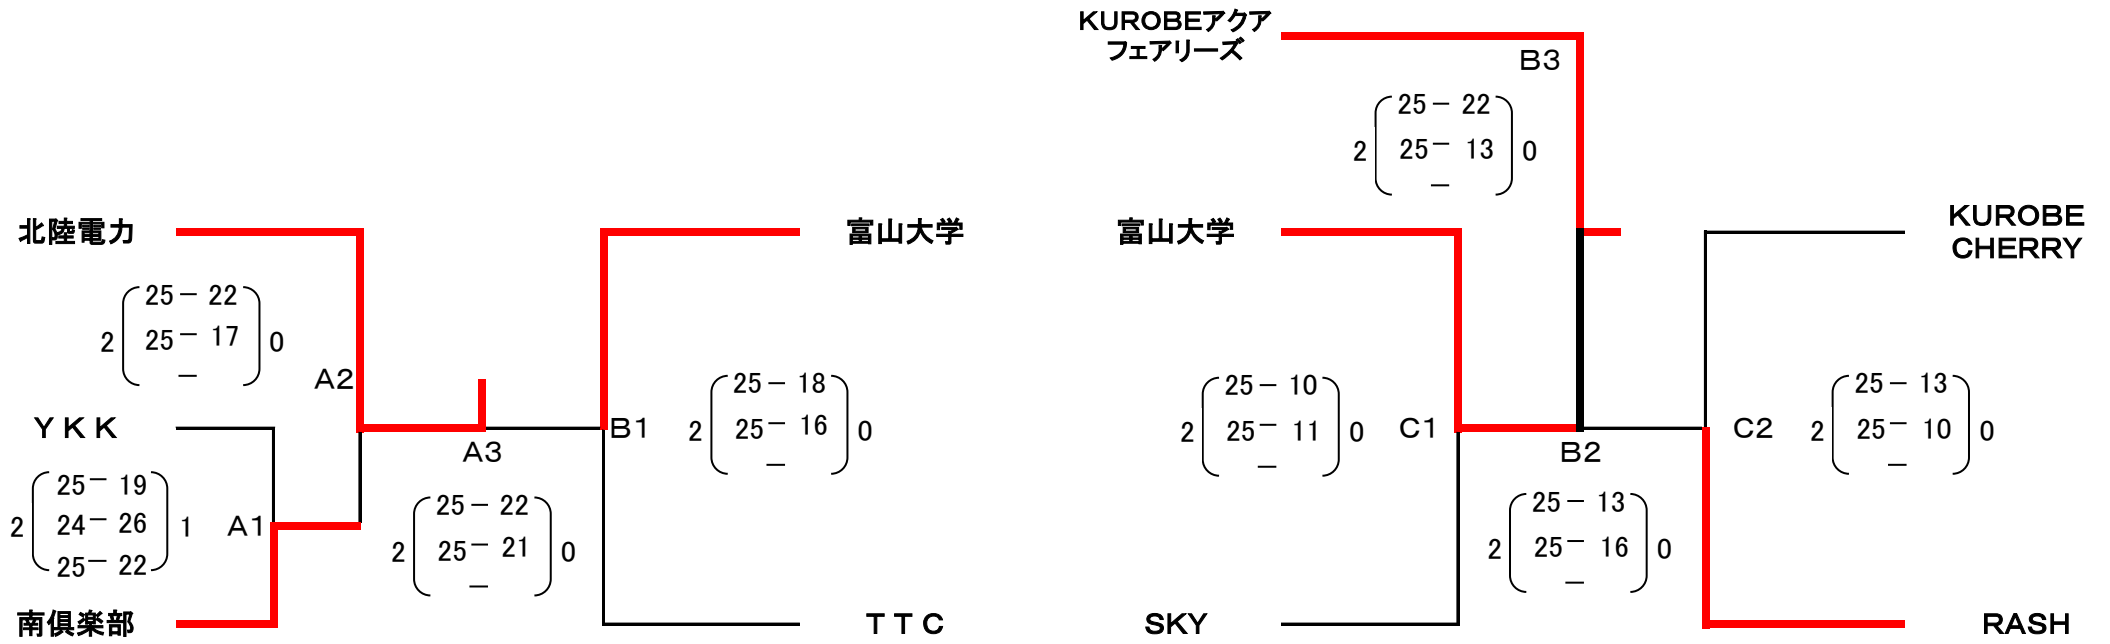 KUROBEアクア
フェアリーズ
B3
25－ 22
2 25－ 13 0
－
北陸電力
富山大学
富山大学
KUROBE
CHERRY
25－ 22
2 25－ 17 0
－
A2
25－ 18
2 25－ 16 0
－
25－ 10
2 25－ 11 0
－
25－ 13
2 25－ 10 0
－
YKK
B1
A3
C1
B2
C2
25－ 19
2 24－ 26 1
25－ 22
A1
25－ 22
2 25－ 21 0
－
25－ 13
2 25－ 16 0
－
南倶楽部
TTC
SKY
RASH